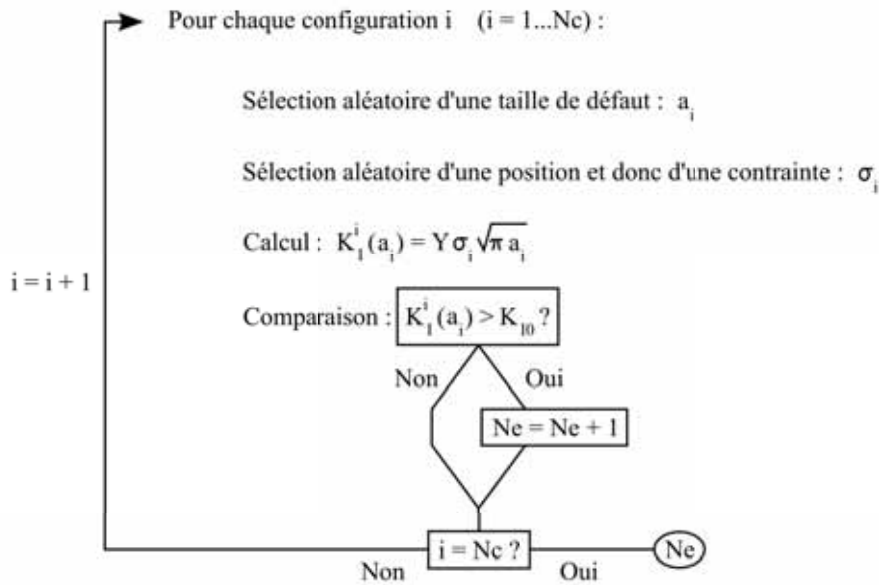 Pour chaque configuration i (i = 1...Nc) :
Sélection aléatoire d'une taille de défaut : a_i
Sélection aléatoire d'une position et donc d'une contrainte : σ_i
Calcul : K_I^i(a_i) = Yσ_i√(π a_i)
i = i + 1
Comparaison : K_I^i(a_i) > K_I0 ?
Non Oui
Ne = Ne + 1
i = Nc ? Ne
Non Oui